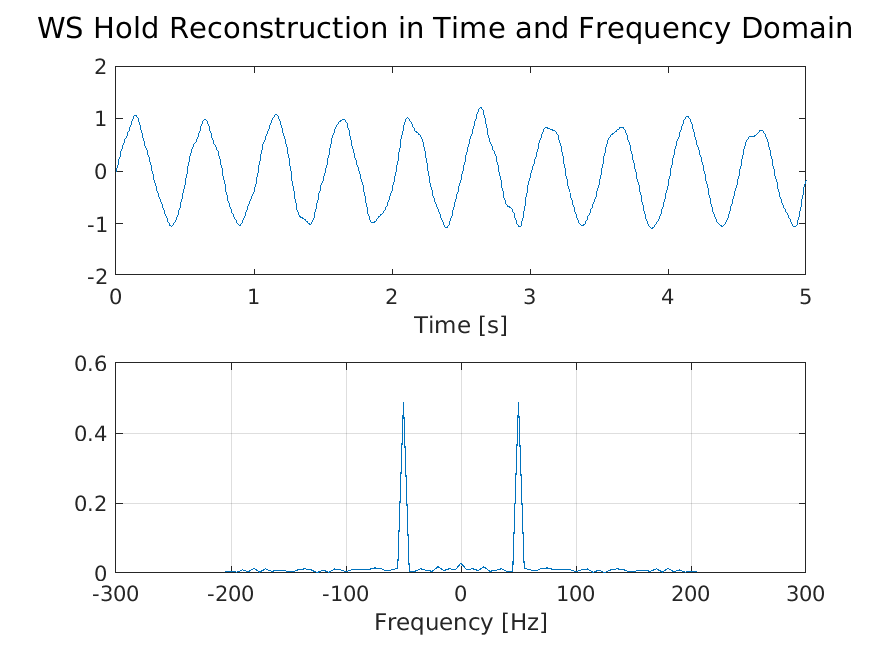 WS Hold Reconstruction in Time and Frequency Domain
2
1
0
-1
-2
0 1 2 3 4 5
Time [s]
0.6
0.4
0.2
0
-300 -200 -100 0 100 200 300
Frequency [Hz]